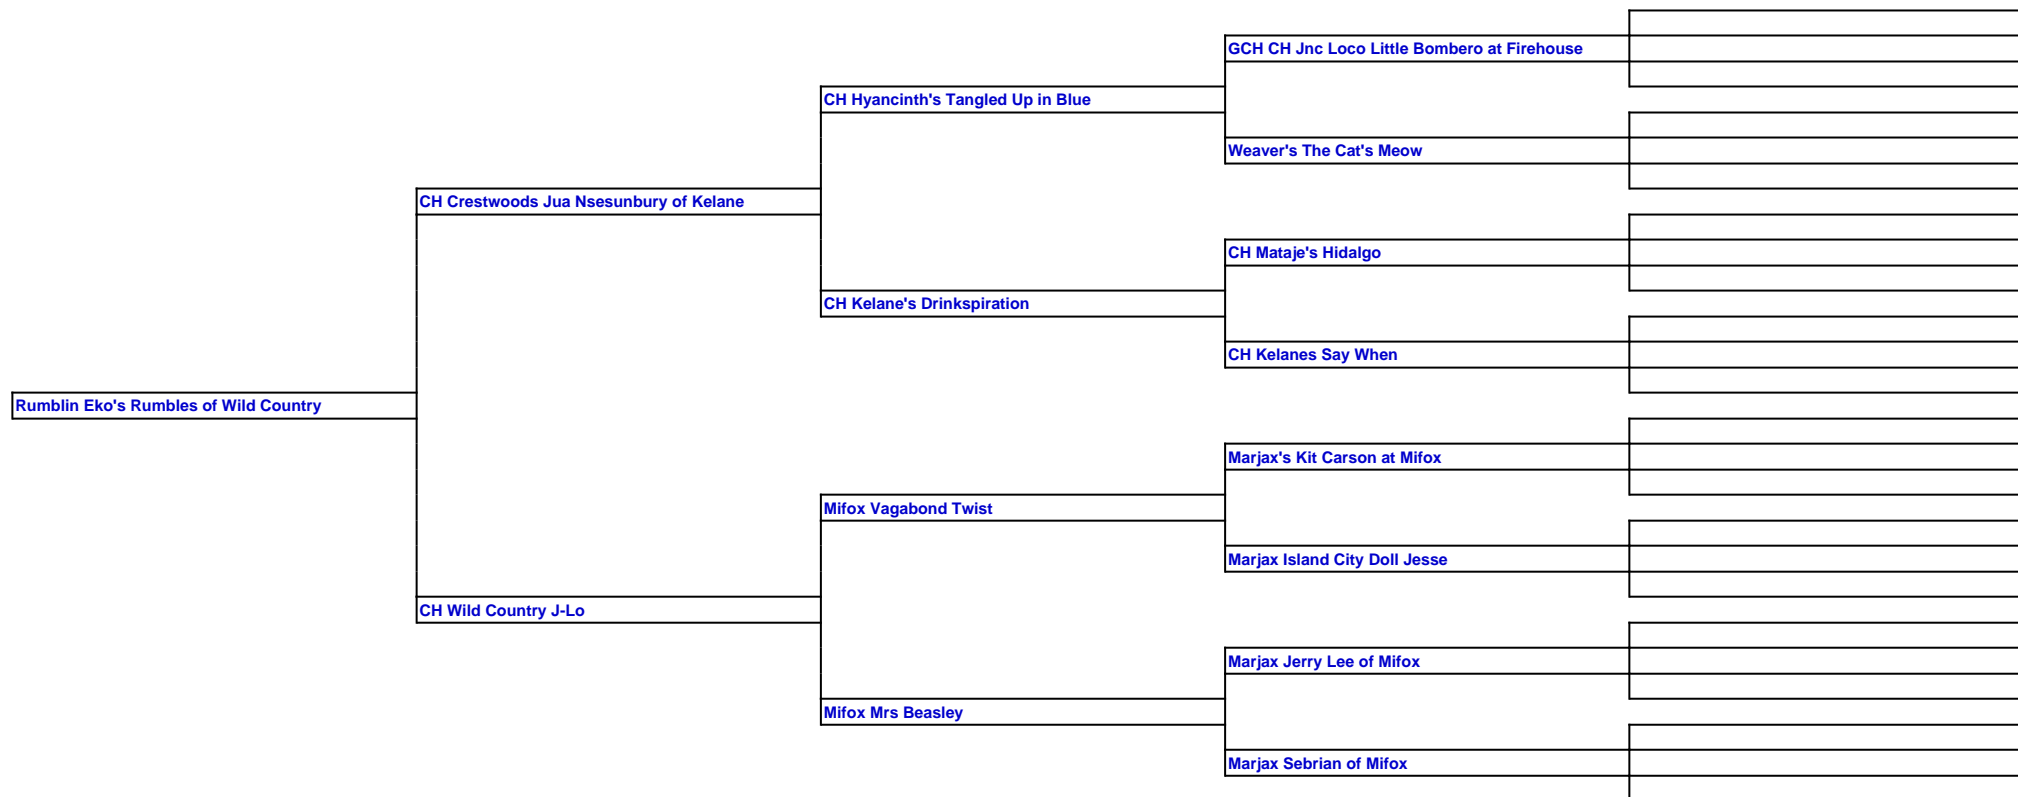 GCH CH Jnc Loco Little Bombero at Firehouse
CH Hyancinth's Tangled Up in Blue
Weaver's The Cat's Meow
CH Crestwoods Jua Nsesunbury of Kelane
CH Mataje's Hidalgo
CH Kelane's Drinkspiration
CH Kelanes Say When
Rumblin Eko's Rumbles of Wild Country
Marjax's Kit Carson at Mifox
Mifox Vagabond Twist
Marjax Island City Doll Jesse
CH Wild Country J-Lo
Marjax Jerry Lee of Mifox
Mifox Mrs Beasley
Marjax Sebrian of Mifox